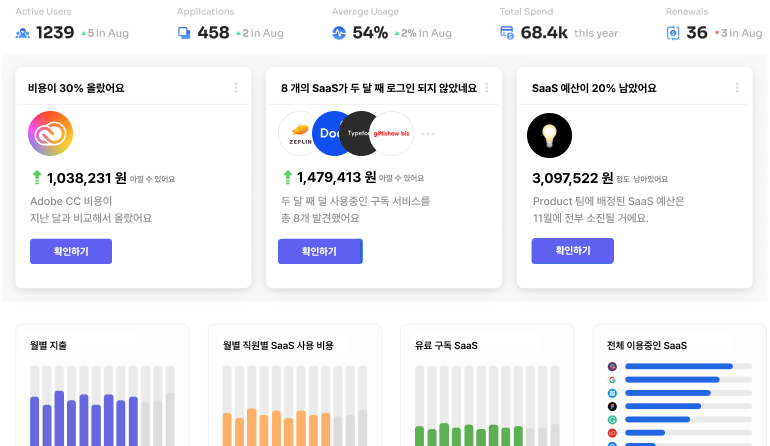 Active Users
Applications
Average Usage
Total Spend
Renewals
1239 5 in Aug
458 2 in Aug
54% 2% in Aug
68.4k this year
36 3 in Aug
비용이 30% 올랐어요
8 개의 SaaS가 두 달 째 로그인 되지 않았네요
SaaS 예산이 20% 남았어요
ZEPLIN
Doc
Typefor
giftishow biz
1,038,231 원 아낄 수 있어요
1,479,413 원 아낄 수 있어요
3,097,522 원 정도 남아있어요
Adobe CC 비용이
지난 달과 비교해서 올랐어요
두 달 째 덜 사용중인 구독 서비스를
총 8개 발견했어요
Product 팀에 배정된 SaaS 예산은
11월에 전부 소진될 거에요.
확인하기
확인하기
확인하기
월별 지출
월별 직원별 SaaS 사용 비용
유료 구독 SaaS
전체 이용중인 SaaS